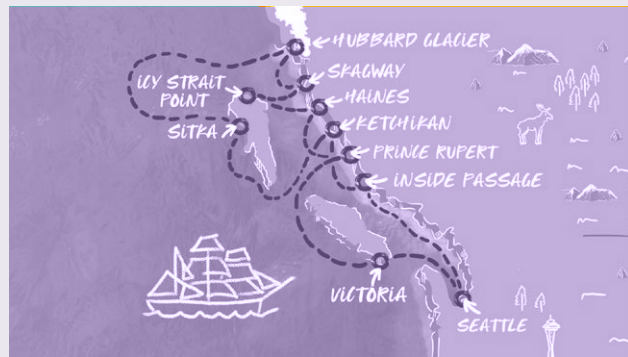 HUBBARD GLACIER
SKAGWAY
ICY STRAIT
POINT
HAINES
KETCHIKAN
SITKA
PRINCE RUPERT
INSIDE PASSAGE
VICTORIA
SEATTLE